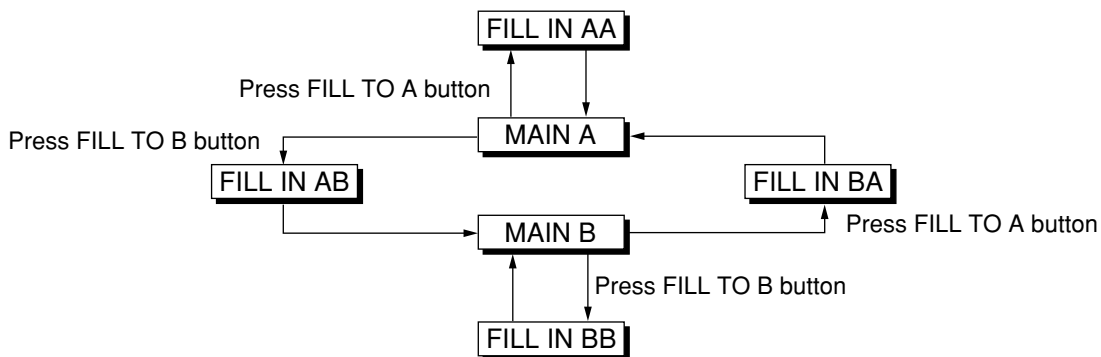 FILL IN AA
Press FILL TO A button
MAIN A
Press FILL TO B button
FILL IN AB
FILL IN BA
MAIN B
Press FILL TO A button
Press FILL TO B button
FILL IN BB